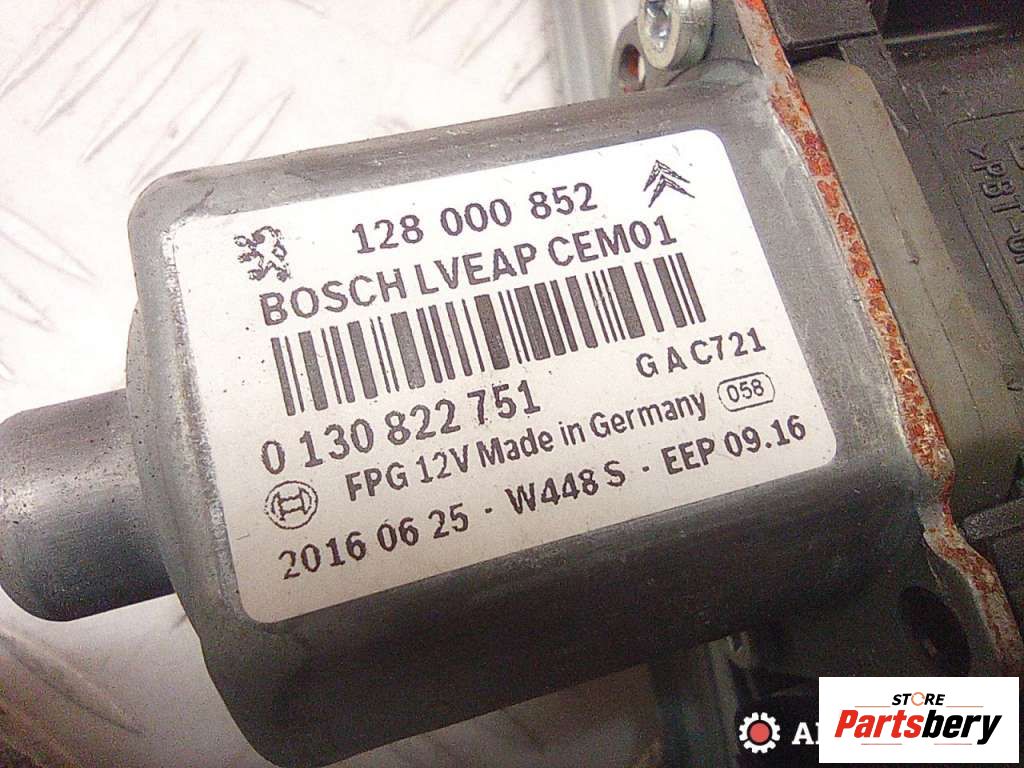 128 000 852
BOSCH LVEAP CEM01
G A C721
0 130 822 751
FPG 12V Made in Germany 058
2016 06 25 - W448 S - EEP 09.16
>PBT-
STORE
Partsbery